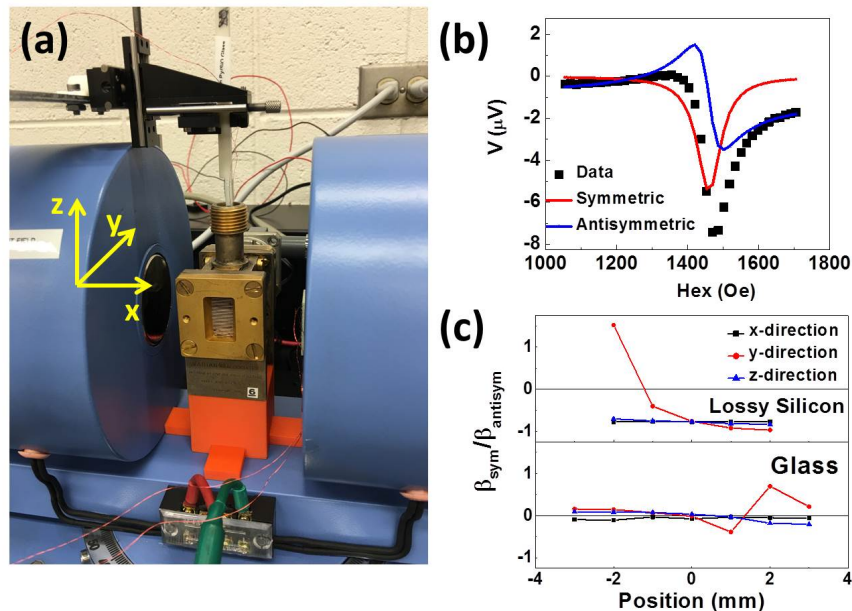 (a)
Glass
z
y
x
6
(b)
2
0
-2
-4
-6
-8
V (μV)
Data
Symmetric
Antisymmetric
1000 1200 1400 1600 1800
Hex (Oe)
(c)
x-direction
y-direction
z-direction
1
0
-1
Lossy Silicon
βsym/βantisym
Glass
1
0
-1
-4 -2 0 2 4
Position (mm)